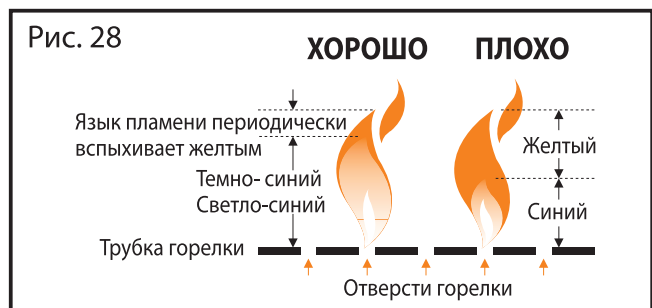 Рис. 28
ХОРОШО ПЛОХО
Язык пламени периодически
вспыхивает желтым
Желтый
Темно- синий
Светло-синий
Синий
Трубка горелки
Отверсти горелки